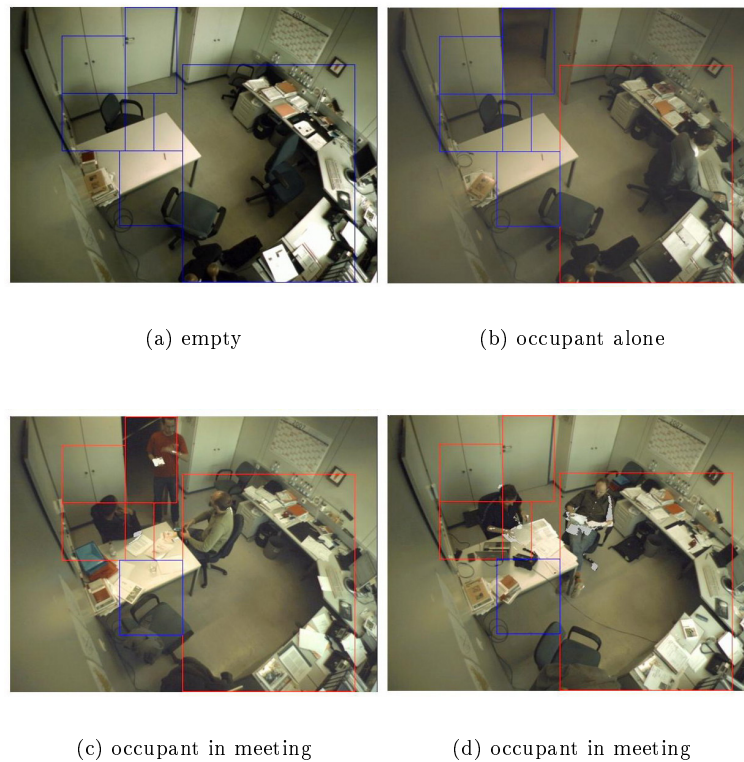 (a) empty
(b) occupant alone
(c) occupant in meeting
(d) occupant in meeting